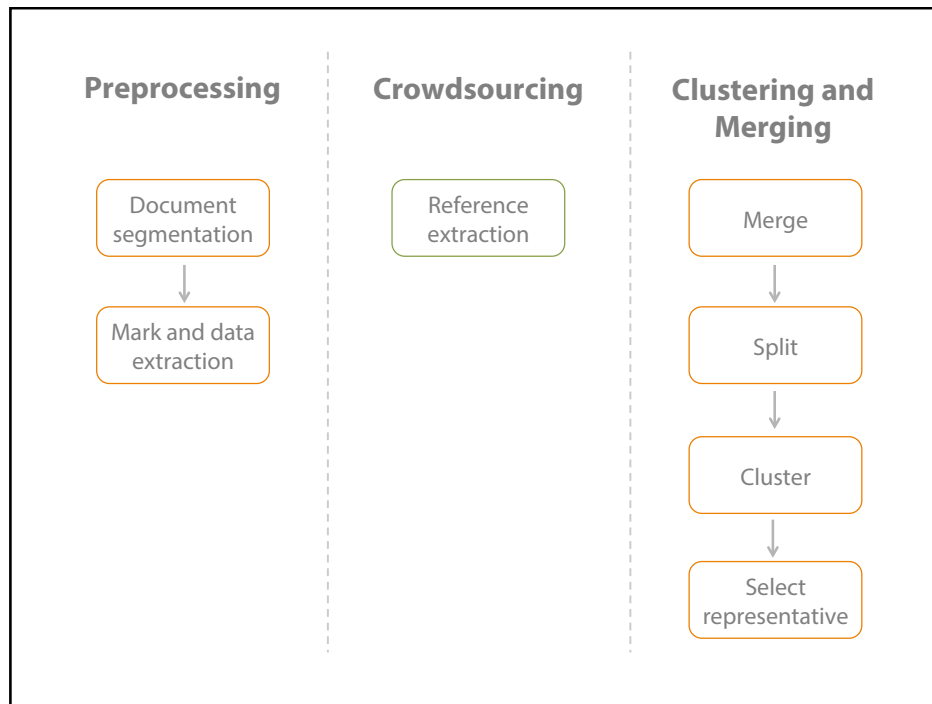 Preprocessing
Document
segmentation
Mark and data
extraction
Crowdsourcing
Reference
extraction
Clustering and
Merging
Merge
Split
Cluster
Select
representative